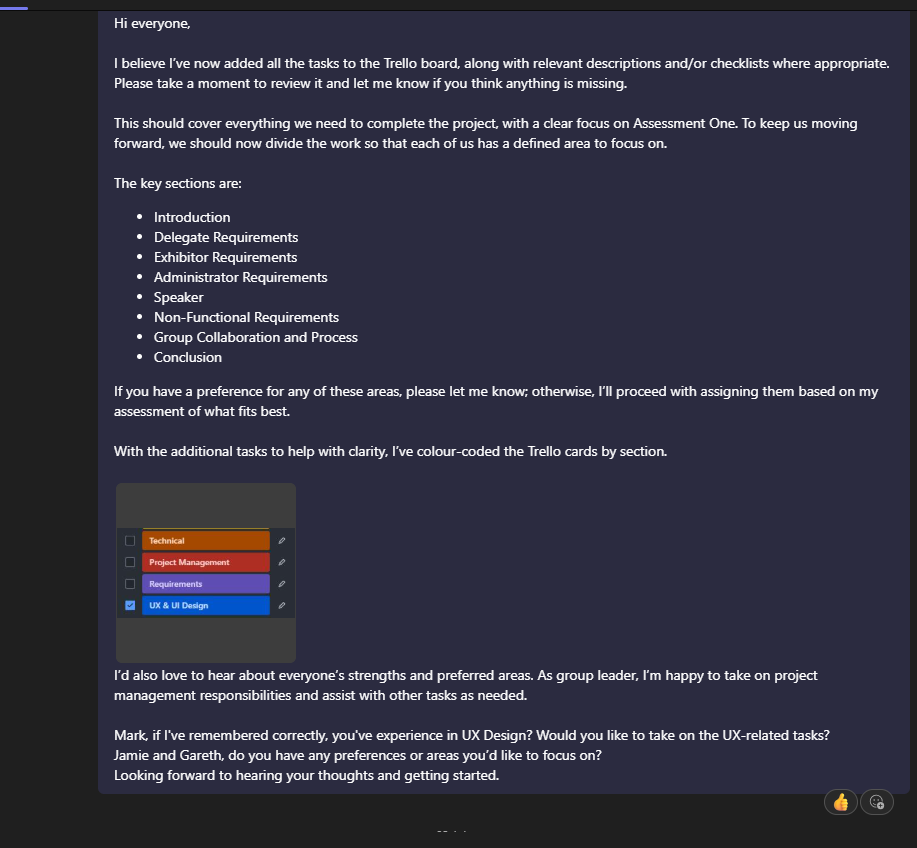 Hi everyone,
I believe I’ve now added all the tasks to the Trello board, along with relevant descriptions and/or checklists where appropriate.
Please take a moment to review it and let me know if you think anything is missing.
This should cover everything we need to complete the project, with a clear focus on Assessment One. To keep us moving
forward, we should now divide the work so that each of us has a defined area to focus on.
The key sections are:
• Introduction
• Delegate Requirements
• Exhibitor Requirements
• Administrator Requirements
• Speaker
• Non-Functional Requirements
• Group Collaboration and Process
• Conclusion
If you have a preference for any of these areas, please let me know; otherwise, I’ll proceed with assigning them based on my
assessment of what fits best.
With the additional tasks to help with clarity, I’ve colour-coded the Trello cards by section.
Technical
Project Management
Requirements
UX & UI Design
I’d also love to hear about everyone’s strengths and preferred areas. As group leader, I’m happy to take on project
management responsibilities and assist with other tasks as needed.
Mark, if I've remembered correctly, you've experience in UX Design? Would you like to take on the UX-related tasks?
Jamie and Gareth, do you have any preferences or areas you’d like to focus on?
Looking forward to hearing your thoughts and getting started.